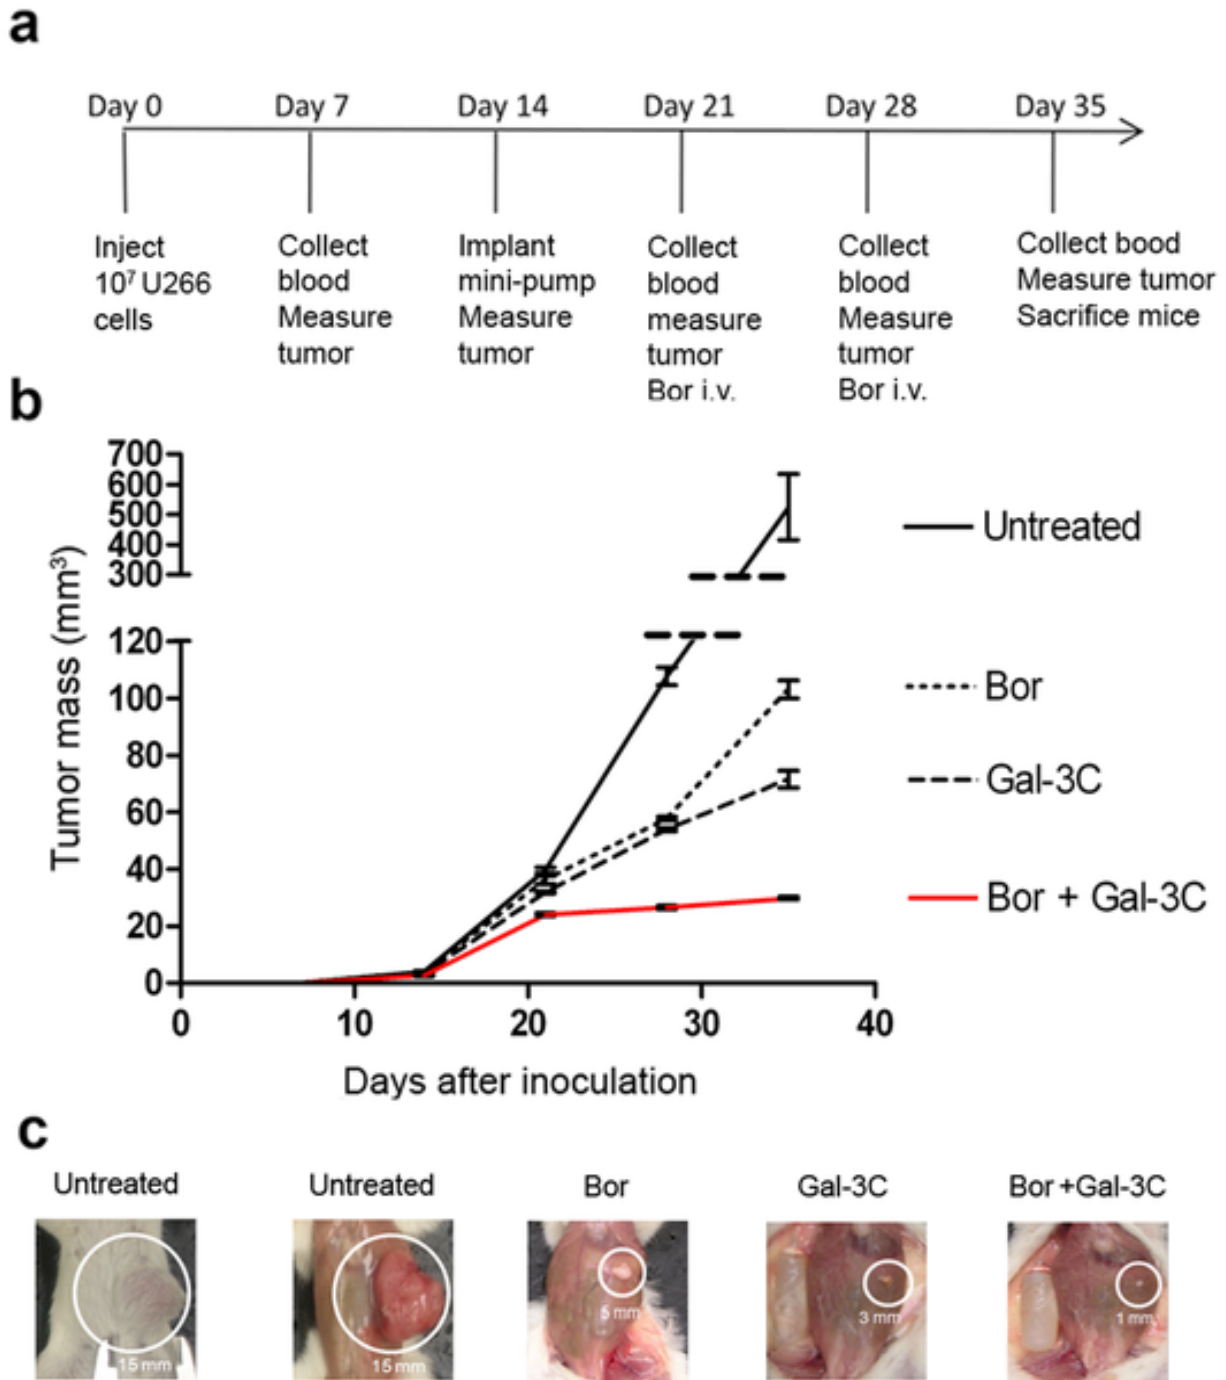 a
Day 0 Day 7 Day 14 Day 21 Day 28 Day 35
Inject
10⁷ U266
cells
Collect
blood
Measure
tumor
Implant
mini-pump
Measure
tumor
Collect
blood
measure
tumor
Bor i.v.
Collect
blood
Measure
tumor
Bor i.v.
Collect bood
Measure tumor
Sacrifice mice
b
Tumor mass (mm³)
700
600
500
400
300
120
100
80
60
40
20
0
0 10 20 30 40
Days after inoculation
Untreated
Bor
Gal-3C
Bor + Gal-3C
c
Untreated Untreated Bor Gal-3C Bor +Gal-3C
15 mm 15 mm 5 mm 3 mm 1 mm